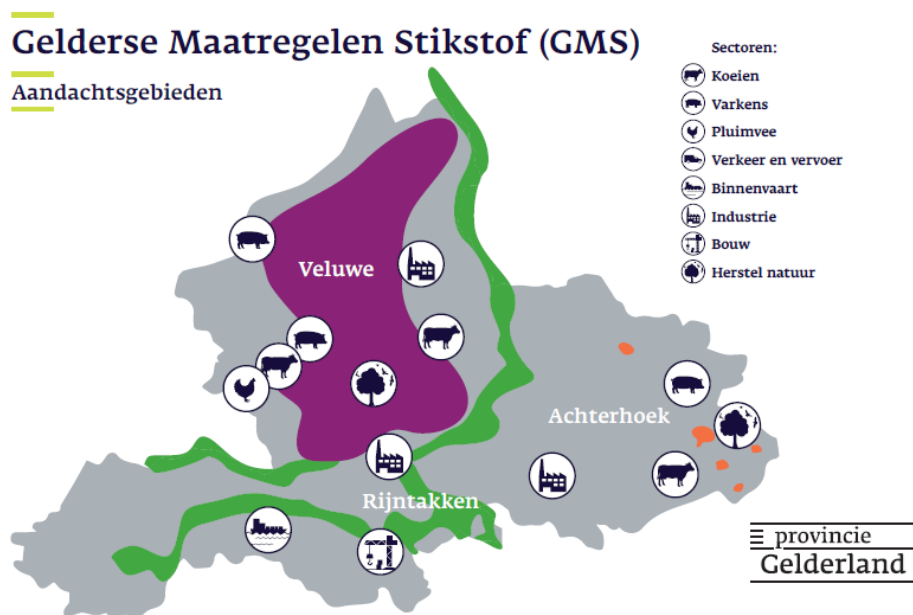 Gelderse Maatregelen Stikstof (GMS)
Aandachtsgebieden
Sectoren:
Koeien
Varkens
Pluimvee
Verkeer en vervoer
Binnenvaart
Industrie
Bouw
Herstel natuur
Veluwe
Achterhoek
Rijntakken
provincie
Gelderland